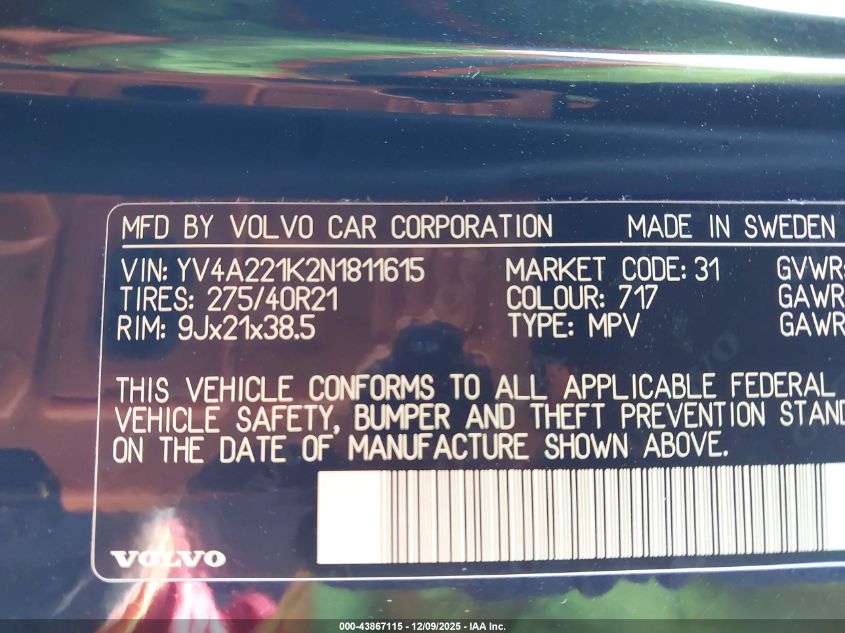 MFD BY VOLVO CAR CORPORATION MADE IN SWEDEN
VIN: YV4A221K2N1811615 MARKET CODE: 31 GVWR:
TIRES: 275/40R21 COLOUR: 717 GAWR
RIM: 9Jx21x38.5 TYPE: MPV GAWR
THIS VEHICLE CONFORMS TO ALL APPLICABLE FEDERAL
VEHICLE SAFETY, BUMPER AND THEFT PREVENTION STAND
ON THE DATE OF MANUFACTURE SHOWN ABOVE.
VOLVO
000-43867115 - 12/09/2025 - IAA Inc.